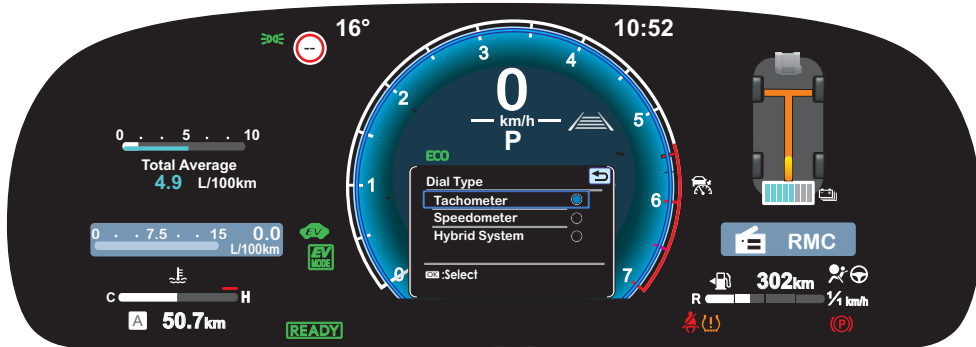 16°
10:52
--
0 1 2 3 4 5 6 7
0
km/h
P
ECO
Dial Type
Tachometer
Speedometer
Hybrid System
OK :Select
0 . . 5 . . 10
Total Average
4.9 L/100km
0 . . 7.5 . . 15 0.0
L/100km
EV
EV
MODE
C H
A 50.7km
READY
RMC
302km
R 1/1 km/h
(!) (P)